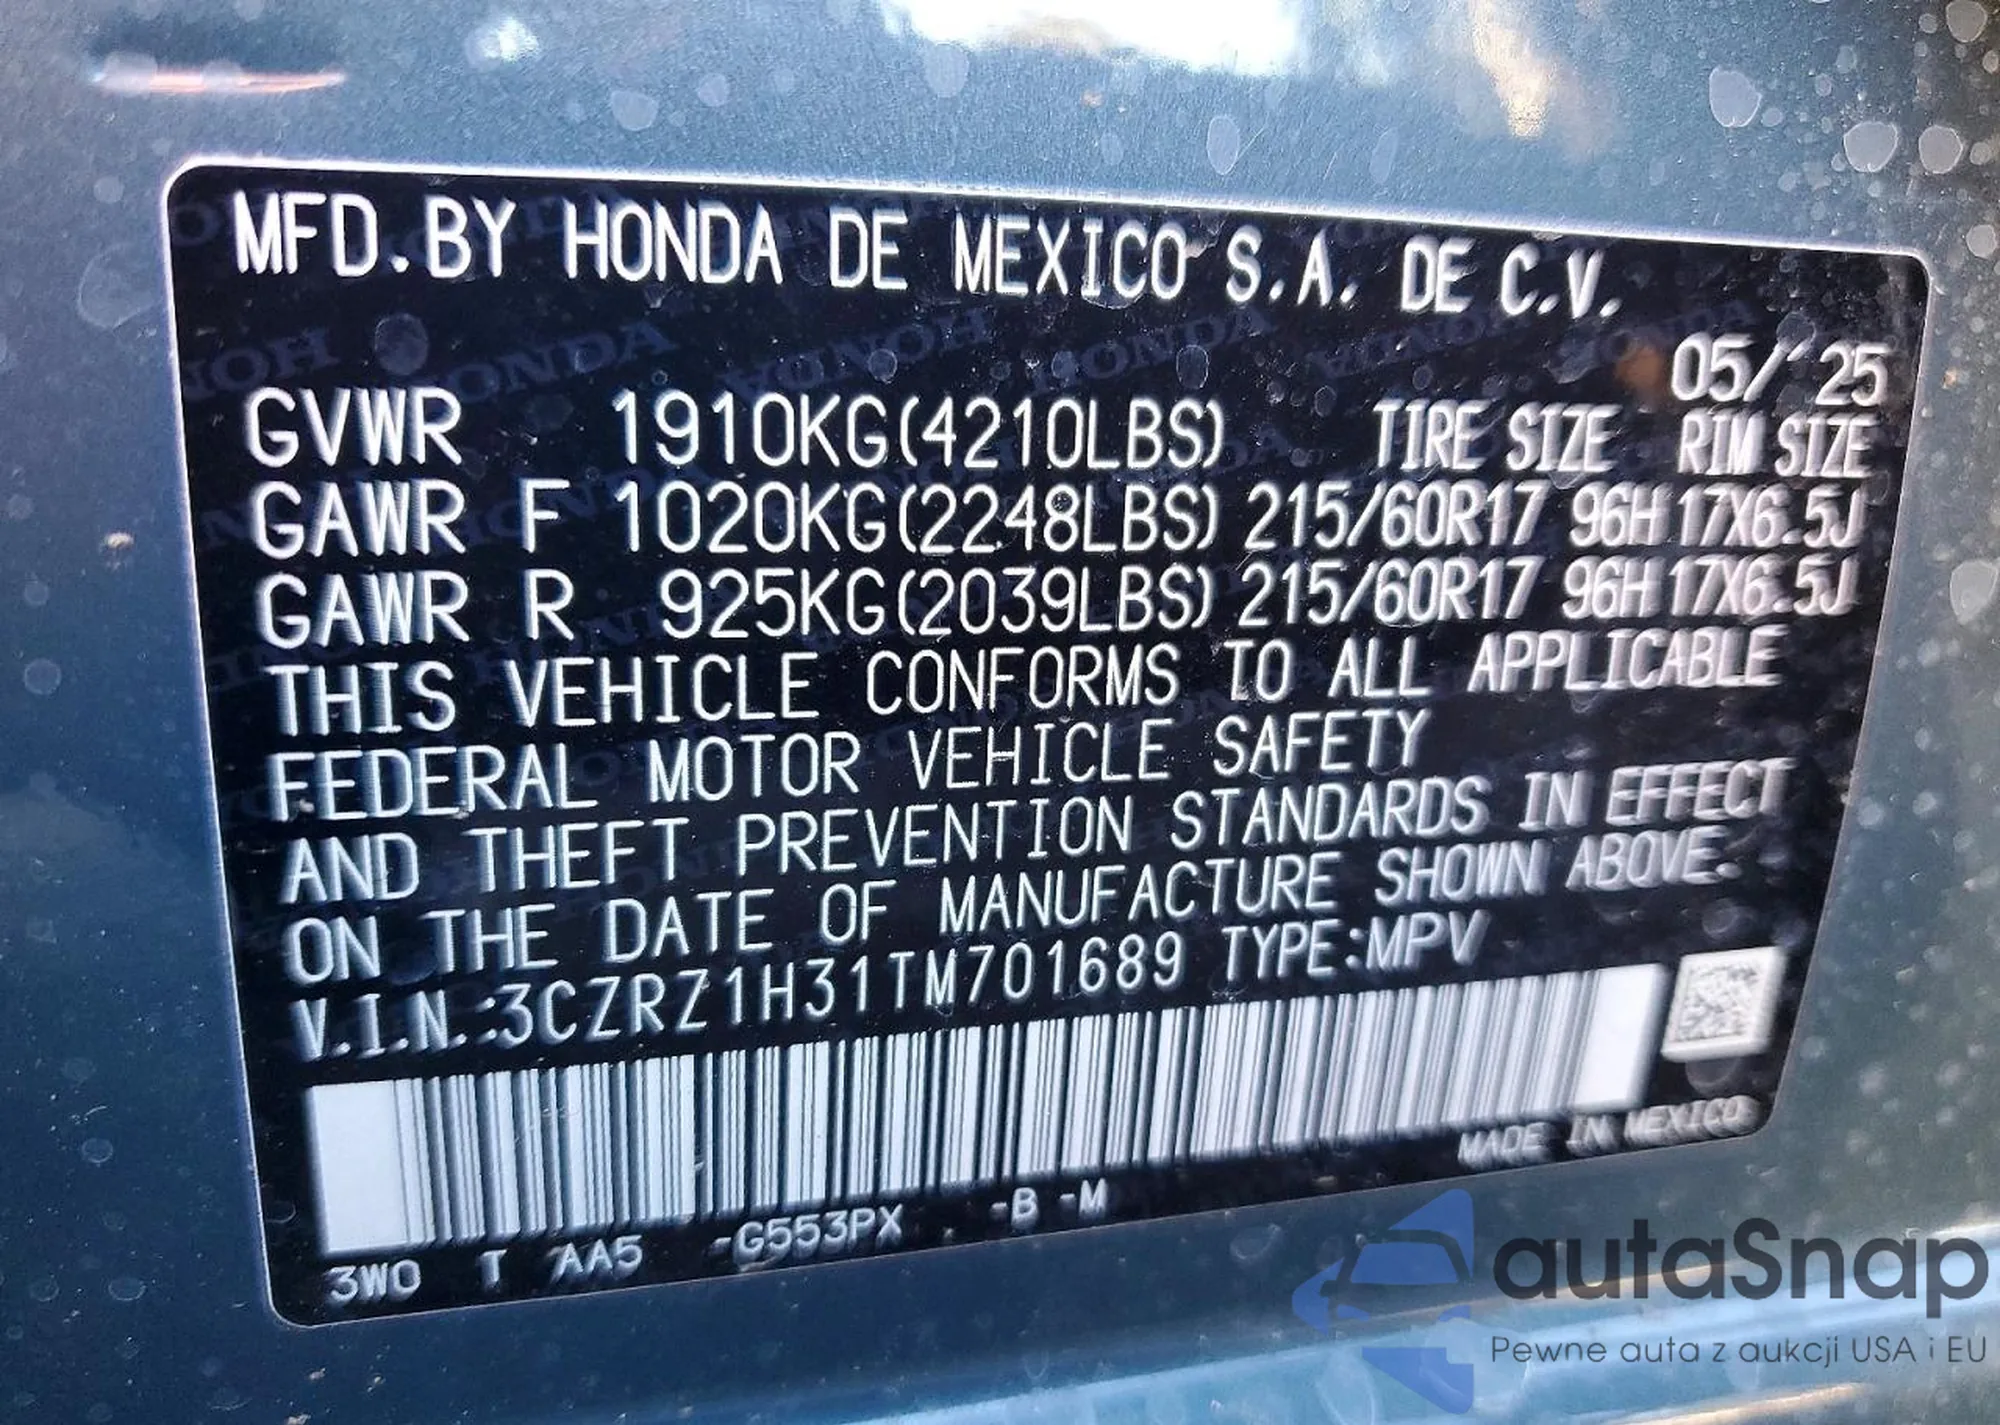 MFD.BY HONDA DE MEXICO S.A. DE C.V.
05/ 25
GVWR 1910KG(4210LBS) TIRE SIZE RIM SIZE
GAWR F 1020KG(2248LBS) 215/60R17 96H 17X6.5J
GAWR R 925KG(2039LBS) 215/60R17 96H 17X6.5J
THIS VEHICLE CONFORMS TO ALL APPLICABLE
FEDERAL MOTOR VEHICLE SAFETY
AND THEFT PREVENTION STANDARDS IN EFFECT
ON THE DATE OF MANUFACTURE SHOWN ABOVE.
V.I.N.:3CZRZ1H31TM701689 TYPE:MPV
MADE IN MEXICO
3W0 T AA5 -G553PX -B -M
autaSnap
Pewne auta z aukcji USA i EU